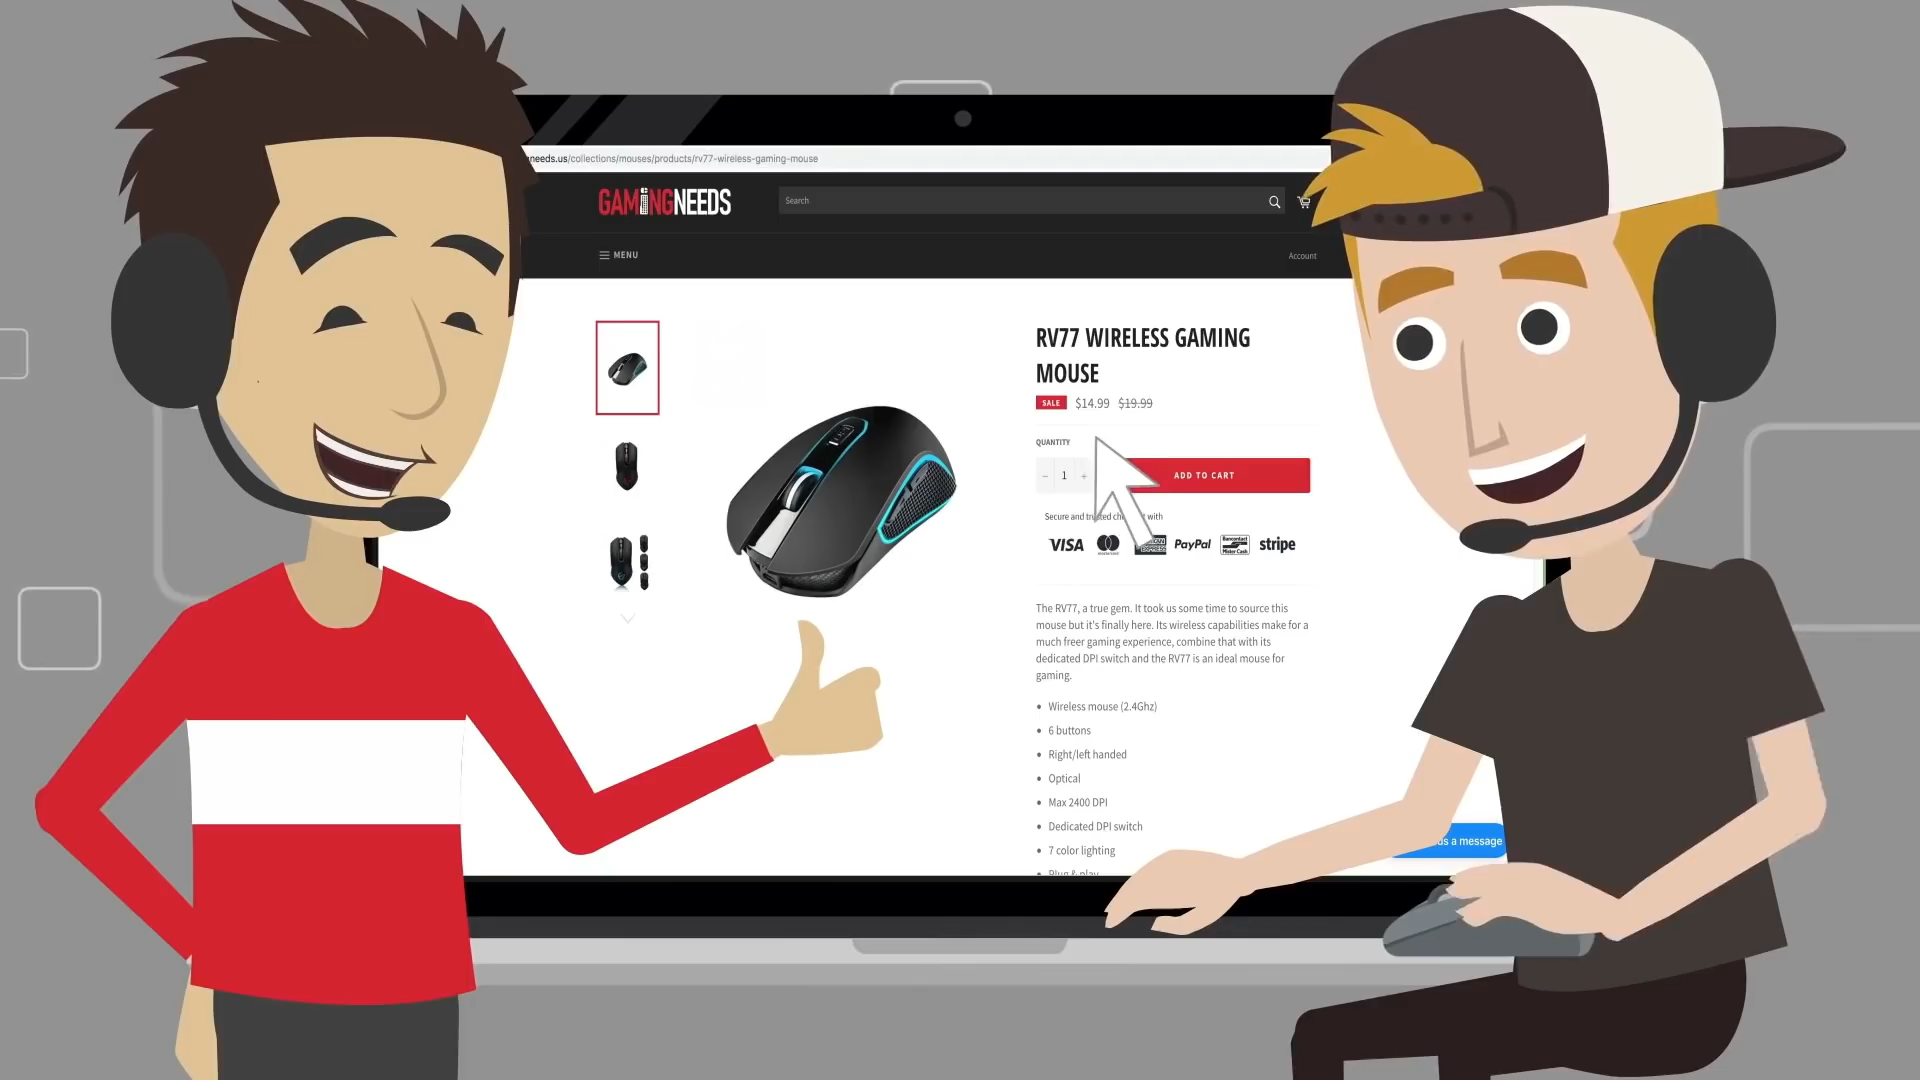 needs.us/collections/mouses/products/rv77-wireless-gaming-mouse
GAMINGNEEDS
Search
MENU
Account
RV77 WIRELESS GAMING
MOUSE
SALE $14.99 $19.99
QUANTITY
− 1 +
ADD TO CART
Secure and with
VISA PayPal Bancontact Mister Cash stripe
The RV77, a true gem. It took us some time to source this
mouse but it's finally here. Its wireless capabilities make for a
much freer gaming experience, combine that with its
dedicated DPI switch and the RV77 is an ideal mouse for
gaming.
Wireless mouse (2.4Ghz)
6 buttons
Right/left handed
Optical
Max 2400 DPI
Dedicated DPI switch
7 color lighting
Plug & play
a message